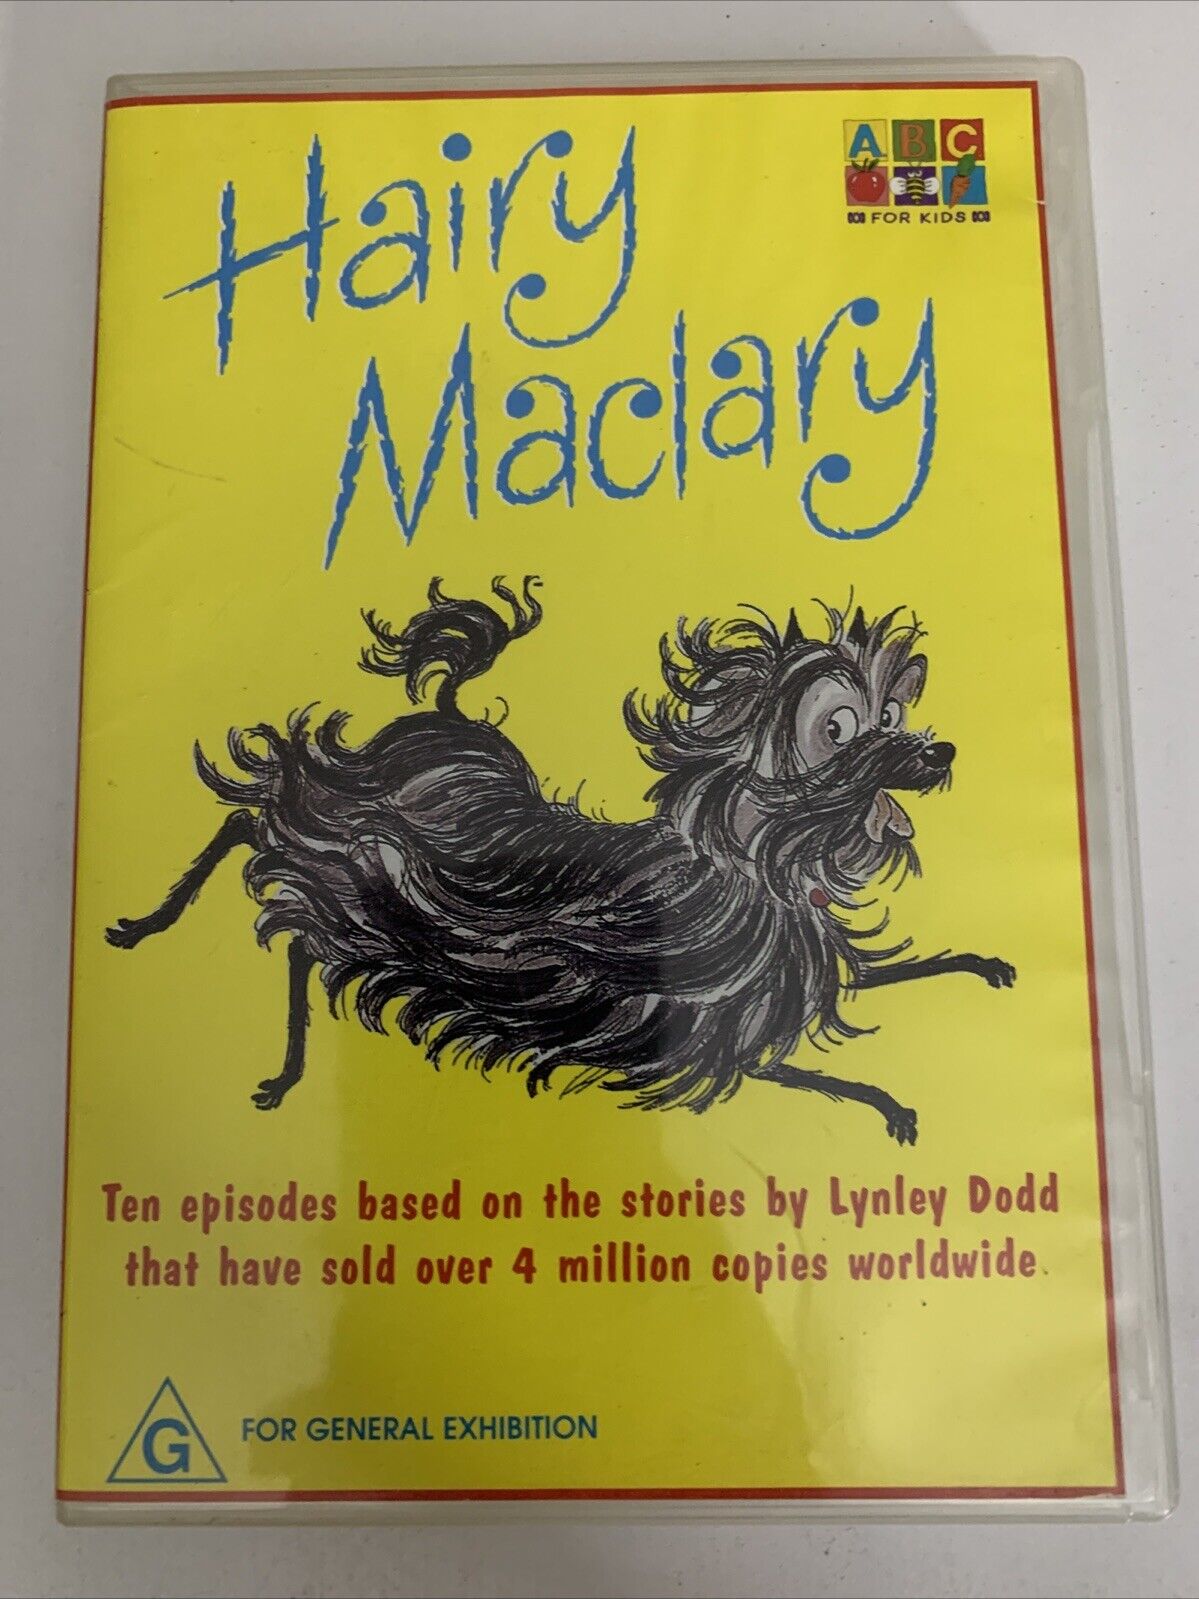 Hairy
Maclary
A B C
FOR KIDS
Ten episodes based on the stories by Lynley Dodd
that have sold over 4 million copies worldwide
G
FOR GENERAL EXHIBITION